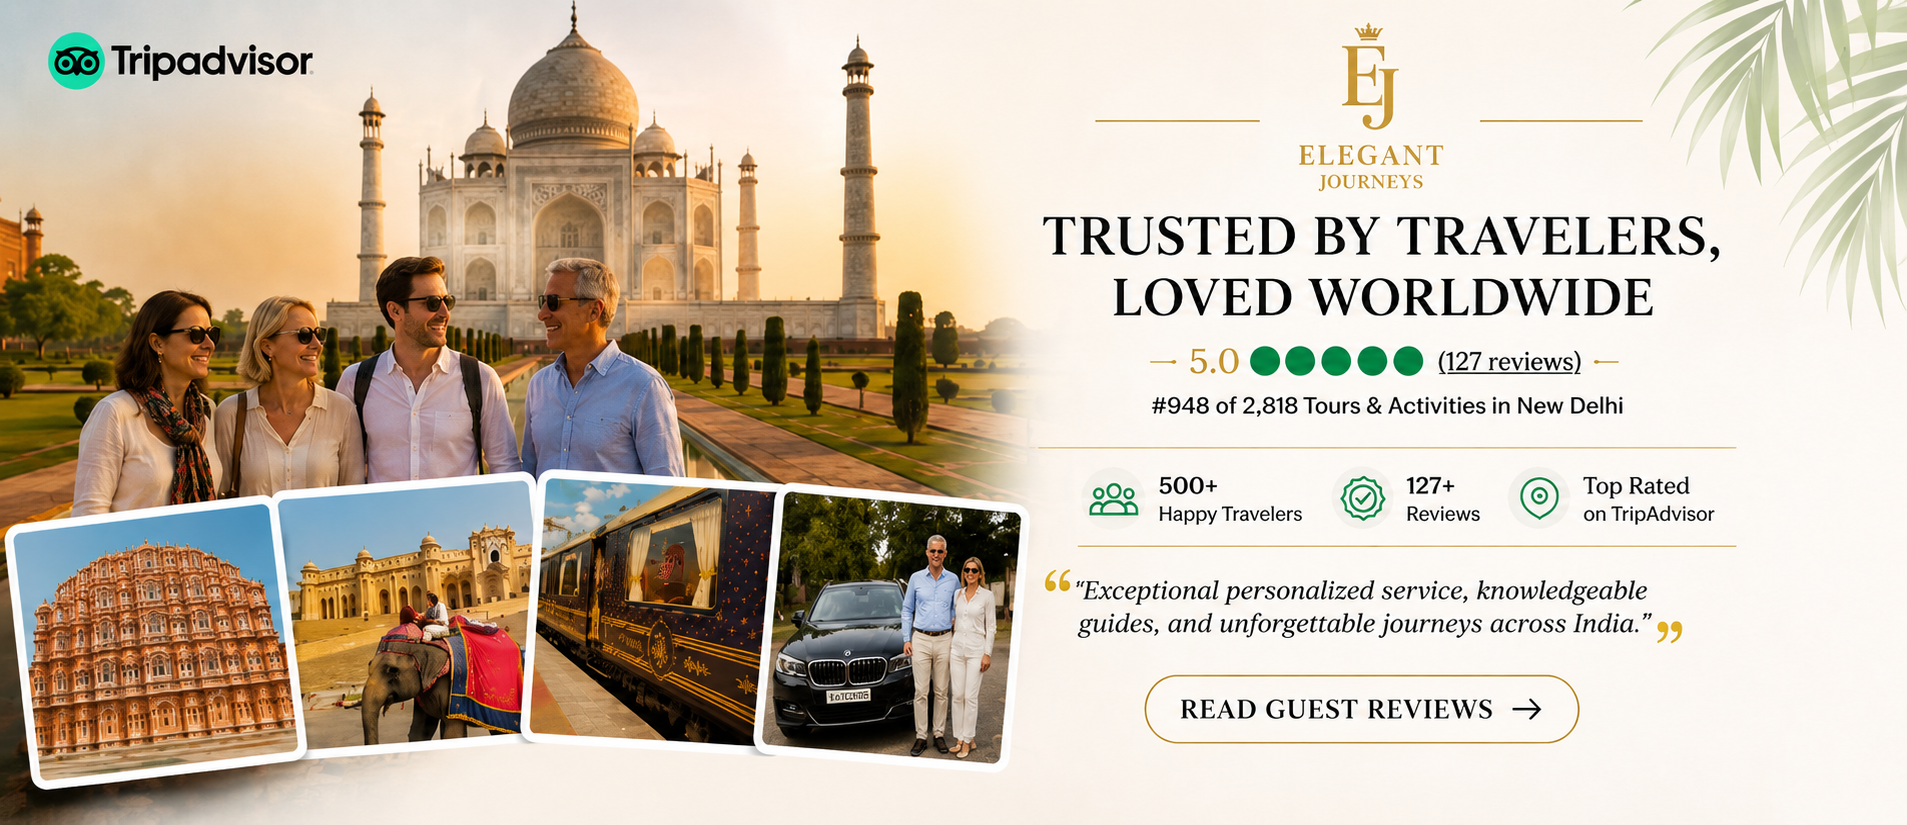 Tripadvisor
EJ
ELEGANT
JOURNEYS
TRUSTED BY TRAVELERS,
LOVED WORLDWIDE
5.0 (127 reviews)
#948 of 2,818 Tours & Activities in New Delhi
500+
Happy Travelers
127+
Reviews
Top Rated
on TripAdvisor
“"Exceptional personalized service, knowledgeable
guides, and unforgettable journeys across India."”
READ GUEST REVIEWS →